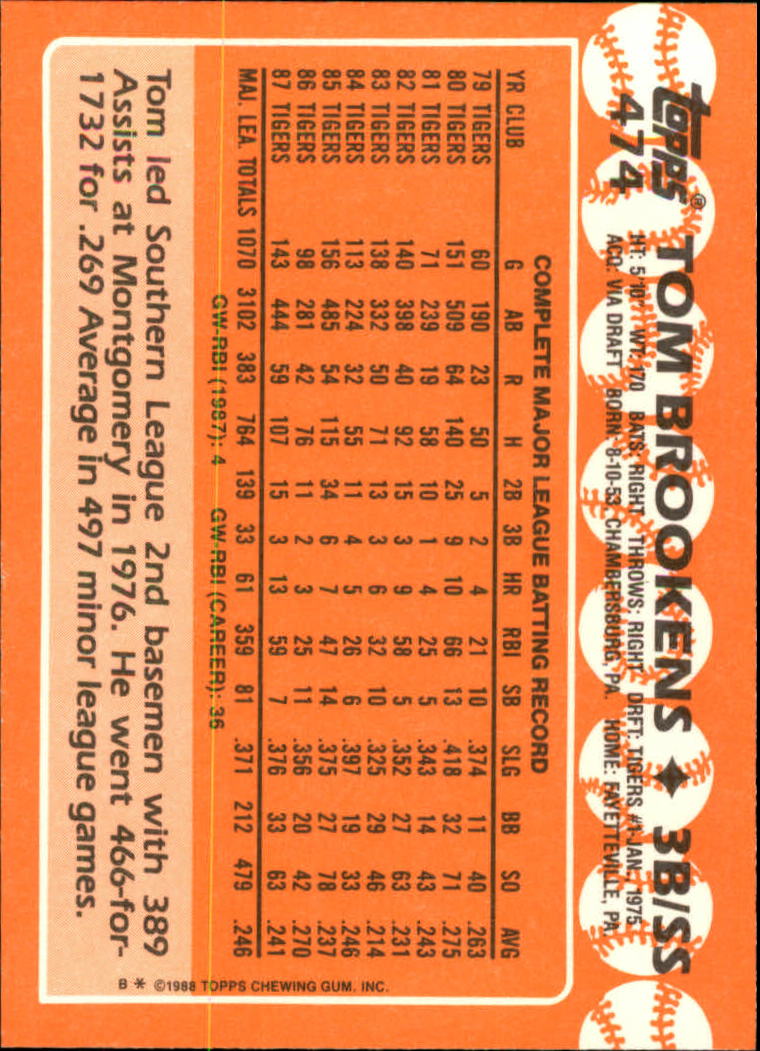 topps® TOM BROOKENS ✦ 3B/SS
474 HT: 5'10" WT: 170 BATS: RIGHT THROWS: RIGHT DRFT: TIGERS #1-JAN., 1975
ACQ: VIA DRAFT BORN: 8-10-53, CHAMBERSBURG, PA. HOME: FAYETTEVILLE, PA.
COMPLETE MAJOR LEAGUE BATTING RECORD
YR CLUB G AB R H 2B 3B HR RBI SB SLG BB SO AVG
79 TIGERS 60 190 23 50 5 2 4 21 10 .374 11 40 .263
80 TIGERS 151 509 64 140 25 9 10 66 13 .418 32 71 .275
81 TIGERS 71 239 19 58 10 1 4 25 5 .343 14 43 .243
82 TIGERS 140 398 40 92 15 3 9 58 5 .352 27 63 .231
83 TIGERS 138 332 50 71 13 3 6 32 10 .325 29 46 .214
84 TIGERS 113 224 32 55 11 4 5 26 6 .397 19 33 .246
85 TIGERS 156 485 54 115 34 6 7 47 14 .375 27 78 .237
86 TIGERS 98 281 42 76 11 2 3 25 11 .356 20 42 .270
87 TIGERS 143 444 59 107 15 3 13 59 7 .376 33 63 .241
MAJ. LEA. TOTALS 1070 3102 383 764 139 33 61 359 81 .371 212 479 .246
GW-RBI (1987): 4 GW-RBI (CAREER): 36
Tom led Southern League 2nd basemen with 389
Assists at Montgomery in 1976. He went 466-for-
1732 for .269 Average in 497 minor league games.
B * ©1988 TOPPS CHEWING GUM, INC.